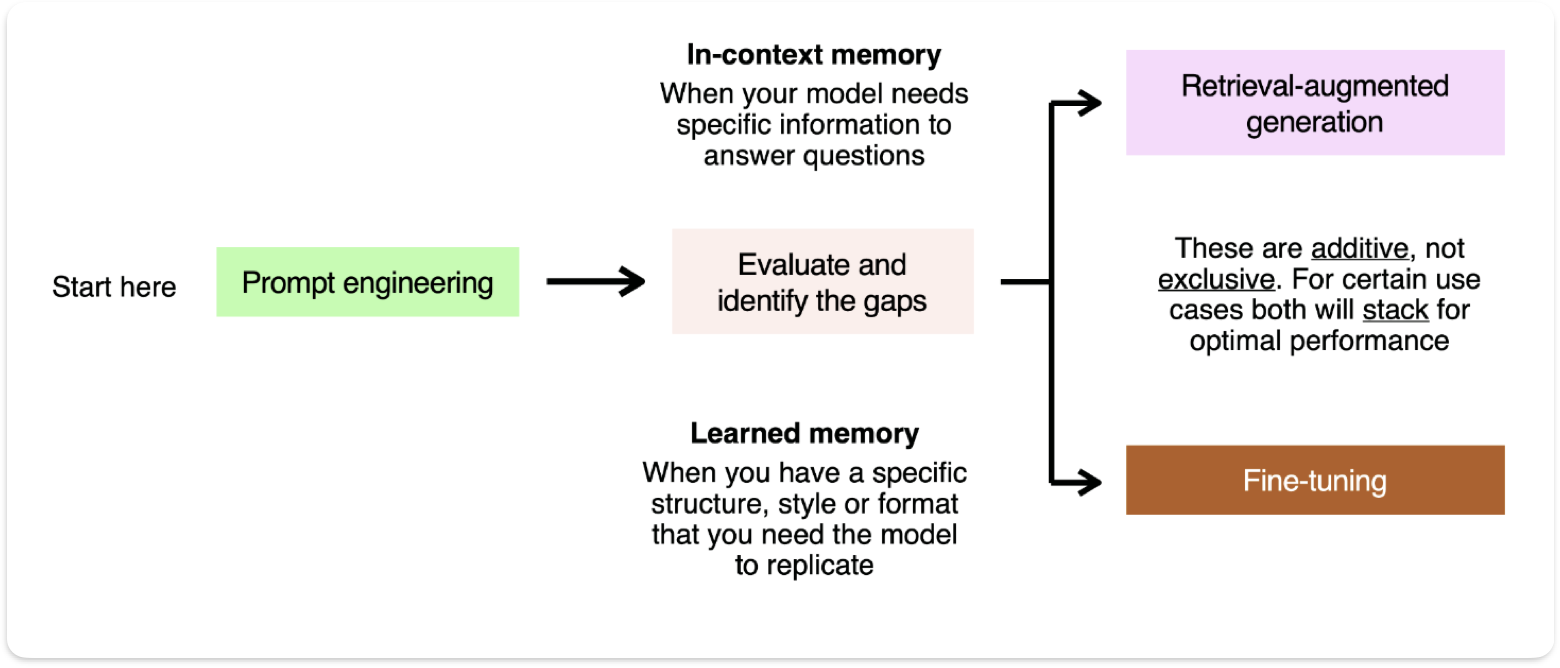 Start here
Prompt engineering
In-context memory
When your model needs
specific information to
answer questions
Evaluate and
identify the gaps
Learned memory
When you have a specific
structure, style or format
that you need the model
to replicate
Retrieval-augmented
generation
These are additive, not
exclusive. For certain use
cases both will stack for
optimal performance
Fine-tuning